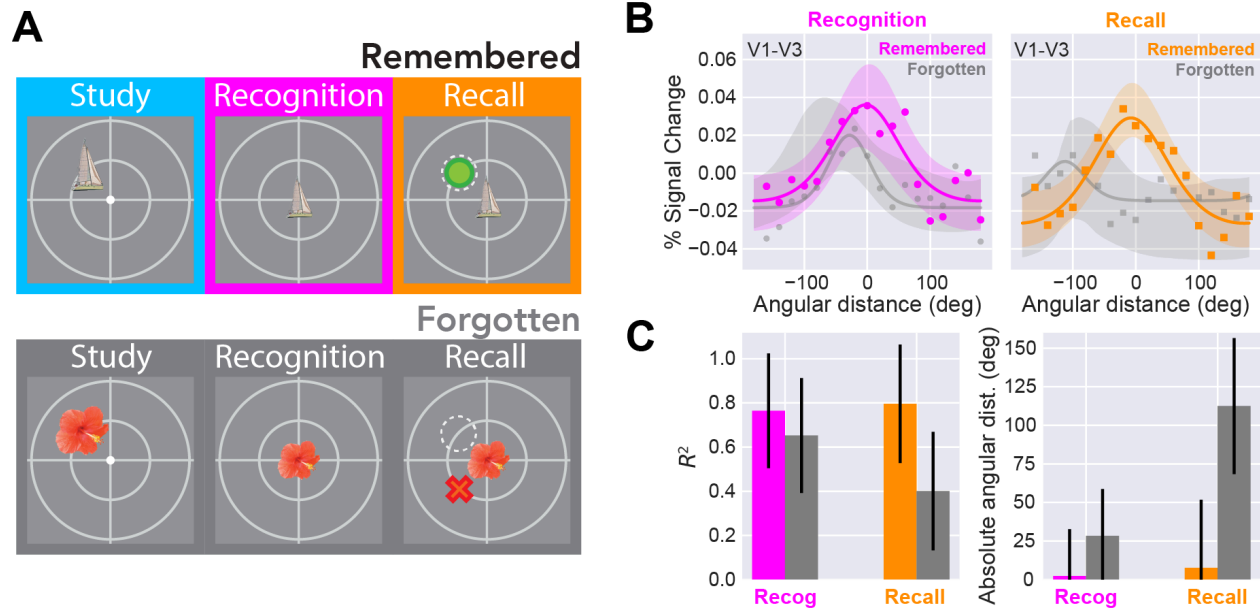 A
Remembered
Study Recognition Recall
Forgotten
Study Recognition Recall
B
Recognition Recall
V1-V3 Remembered
Forgotten
V1-V3 Remembered
Forgotten
% Signal Change
0.06
0.04
0.02
0.00
−0.02
−0.04
−100 0 100
−100 0 100
Angular distance (deg) Angular distance (deg)
C
R²
1.0
0.8
0.6
0.4
0.2
0.0
Recog Recall
Absolute angular dist. (deg)
150
125
100
75
50
25
0
Recog Recall